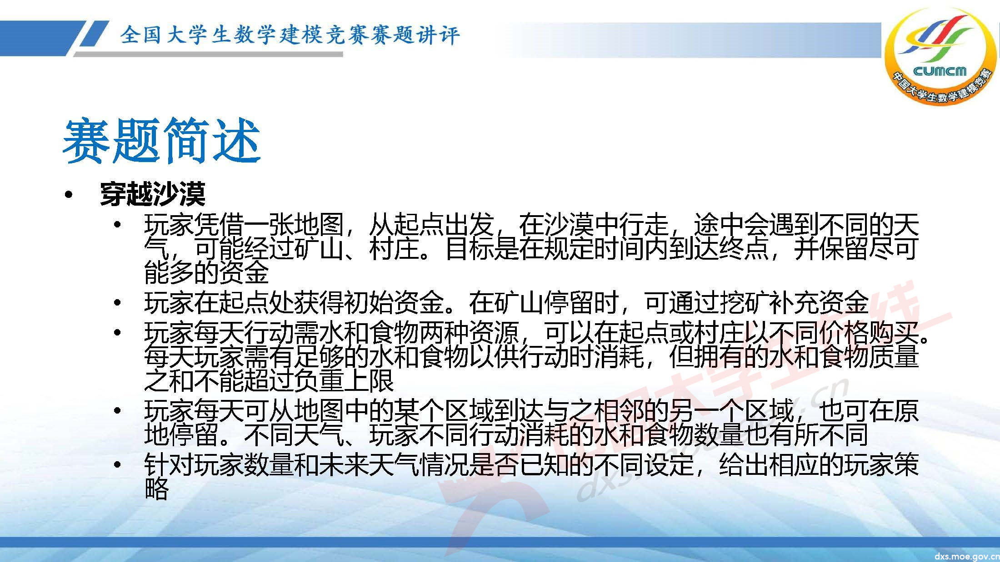 全国大学生数学建模竞赛赛题讲评
CUMCM
中国大学生数学建模竞赛
赛题简述
• 穿越沙漠
• 玩家凭借一张地图，从起点出发，在沙漠中行走，途中会遇到不同的天
气，可能经过矿山、村庄。目标是在规定时间内到达终点，并保留尽可
能多的资金
• 玩家在起点处获得初始资金。在矿山停留时，可通过挖矿补充资金
• 玩家每天行动需水和食物两种资源，可以在起点或村庄以不同价格购买。
每天玩家需有足够的水和食物以供行动时消耗，但拥有的水和食物质量
之和不能超过负重上限
• 玩家每天可从地图中的某个区域到达与之相邻的另一个区域，也可在原
地停留。不同天气、玩家不同行动消耗的水和食物数量也有所不同
• 针对玩家数量和未来天气情况是否已知的不同设定，给出相应的玩家策
略
中国大学生在线
dxs.moe.gov.cn
dxs.moe.gov.cn